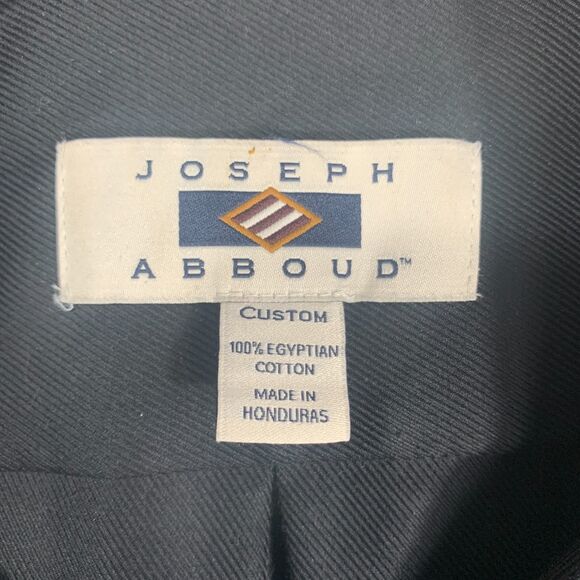 JOSEPH
ABBOUD™
CUSTOM
100% EGYPTIAN
COTTON
MADE IN
HONDURAS